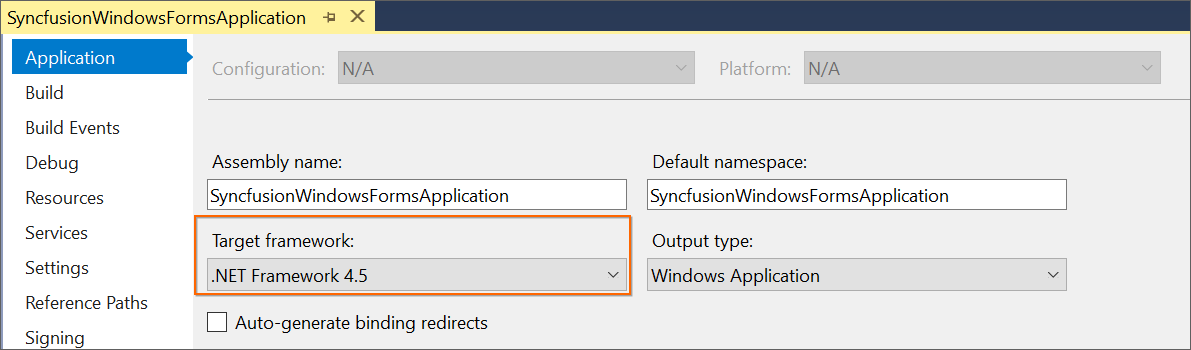 SyncfusionWindowsFormsApplication
Application
Build
Build Events
Debug
Resources
Services
Settings
Reference Paths
Signing
Configuration: N/A Platform: N/A
Assembly name: Default namespace:
SyncfusionWindowsFormsApplication SyncfusionWindowsFormsApplication
Target framework: Output type:
.NET Framework 4.5 Windows Application
Auto-generate binding redirects